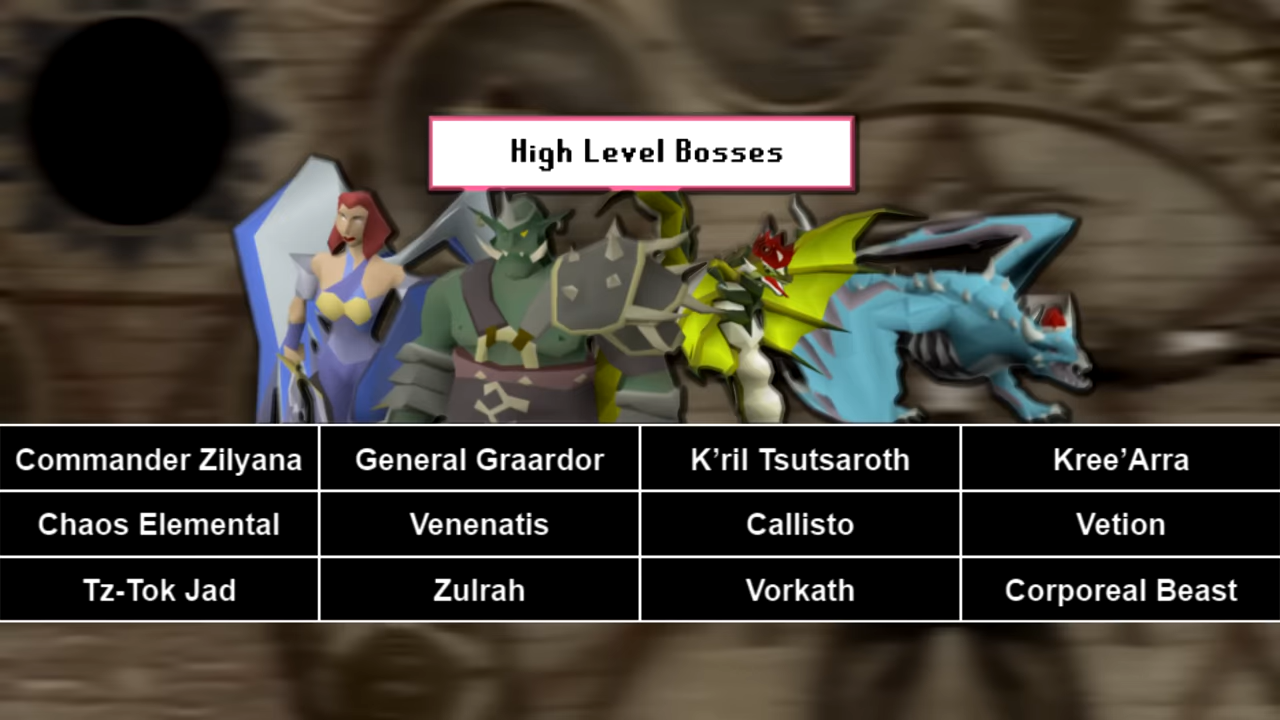 High Level Bosses
Commander Zilyana General Graardor K’ril Tsutsaroth Kree’Arra
Chaos Elemental Venenatis Callisto Vetion
Tz-Tok Jad Zulrah Vorkath Corporeal Beast